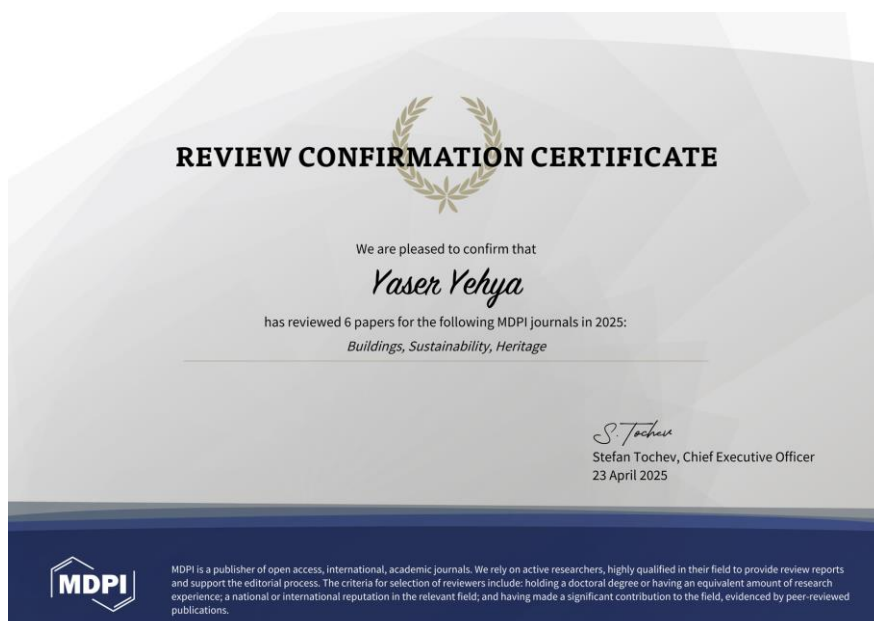 REVIEW CONFIRMATION CERTIFICATE
We are pleased to confirm that
Yaser Yehya
has reviewed 6 papers for the following MDPI journals in 2025:
Buildings, Sustainability, Heritage
S. Tochev
Stefan Tochev, Chief Executive Officer
23 April 2025
MDPI
MDPI is a publisher of open access, international, academic journals. We rely on active researchers, highly qualified in their field to provide review reports
and support the editorial process. The criteria for selection of reviewers include: holding a doctoral degree or having an equivalent amount of research
experience; a national or international reputation in the relevant field; and having made a significant contribution to the field, evidenced by peer-reviewed
publications.